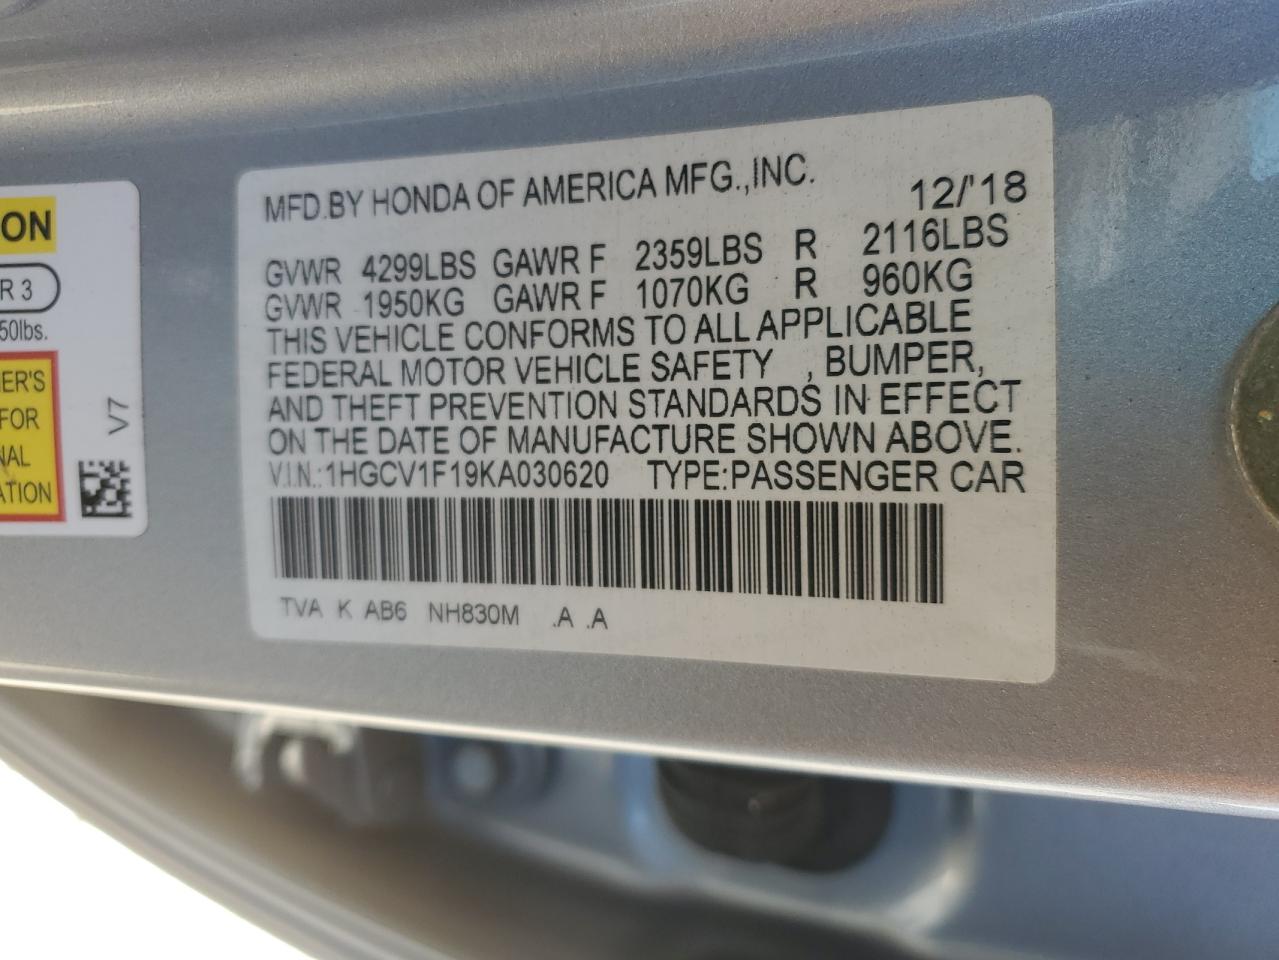 MFD.BY HONDA OF AMERICA MFG.,INC. 12/'18
GVWR 4299LBS GAWR F 2359LBS R 2116LBS
GVWR 1950KG GAWR F 1070KG R 960KG
THIS VEHICLE CONFORMS TO ALL APPLICABLE
FEDERAL MOTOR VEHICLE SAFETY , BUMPER,
AND THEFT PREVENTION STANDARDS IN EFFECT
ON THE DATE OF MANUFACTURE SHOWN ABOVE.
V.I.N.:1HGCV1F19KA030620 TYPE:PASSENGER CAR
TVA K AB6 NH830M .A .A
ON
R 3
50lbs.
ER'S
FOR
NAL
ATION
V7